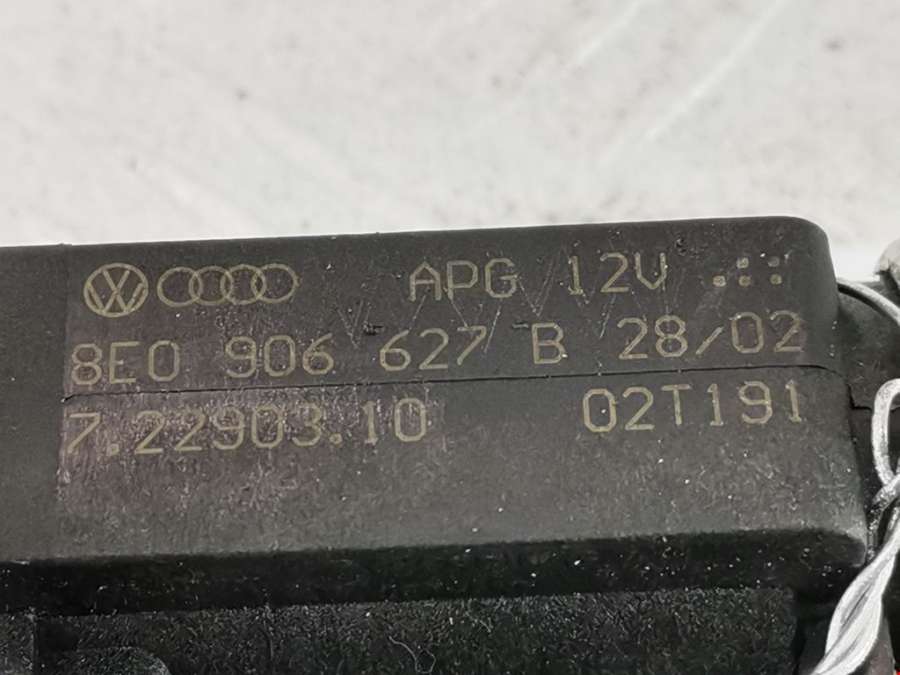 APG 12V
8E0 906 627 B 28/02
7.22903.10 02T191